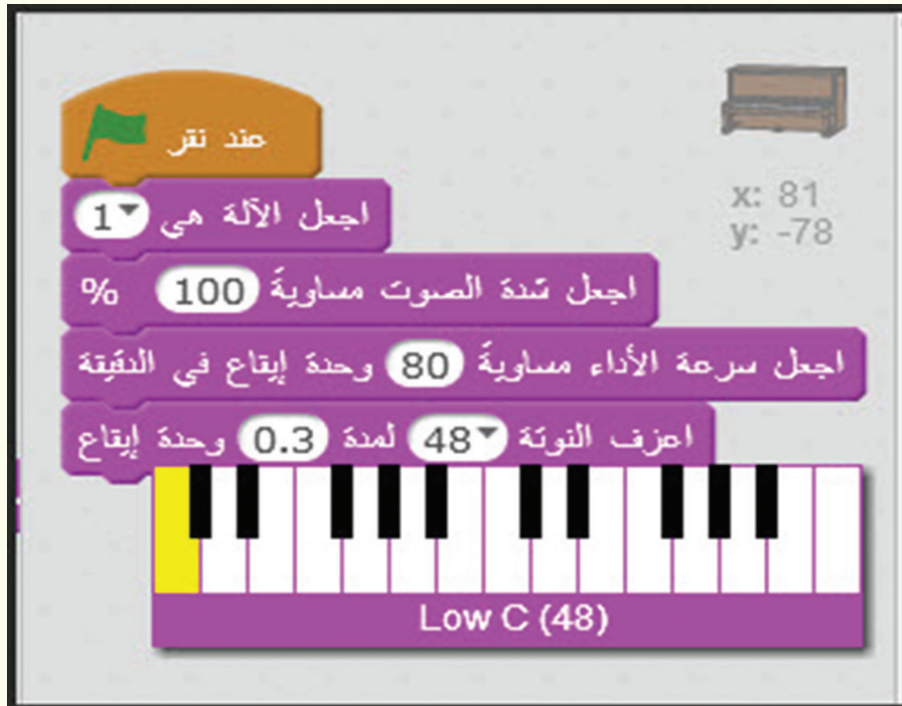 عند نقر
اجعل الآلة هي 1
x: 81
y: -78
اجعل شدة الصوت مساويةً 100 %
اجعل سرعة الأداء مساويةً 80 وحدة إيقاع في الدقيقة
اعزف النوتة 48 لمدة 0.3 وحدة إيقاع
Low C (48)